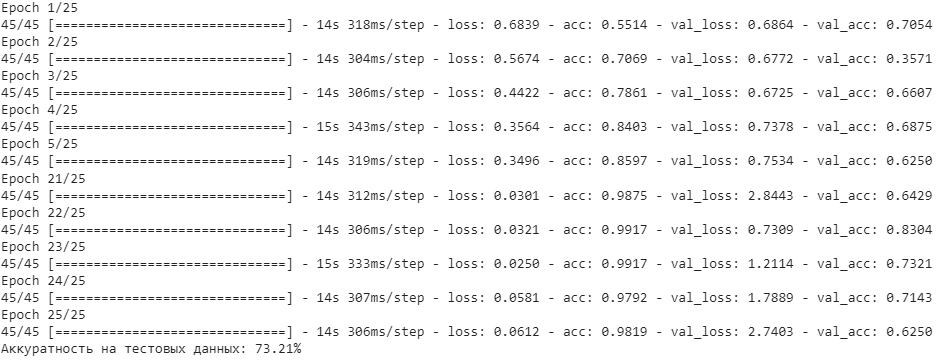 Epoch 1/25
45/45 [==============================] - 14s 318ms/step - loss: 0.6839 - acc: 0.5514 - val_loss: 0.6864 - val_acc: 0.7054
Epoch 2/25
45/45 [==============================] - 14s 304ms/step - loss: 0.5674 - acc: 0.7069 - val_loss: 0.6772 - val_acc: 0.3571
Epoch 3/25
45/45 [==============================] - 14s 306ms/step - loss: 0.4422 - acc: 0.7861 - val_loss: 0.6725 - val_acc: 0.6607
Epoch 4/25
45/45 [==============================] - 15s 343ms/step - loss: 0.3564 - acc: 0.8403 - val_loss: 0.7378 - val_acc: 0.6875
Epoch 5/25
45/45 [==============================] - 14s 319ms/step - loss: 0.3496 - acc: 0.8597 - val_loss: 0.7534 - val_acc: 0.6250
Epoch 21/25
45/45 [==============================] - 14s 312ms/step - loss: 0.0301 - acc: 0.9875 - val_loss: 2.8443 - val_acc: 0.6429
Epoch 22/25
45/45 [==============================] - 14s 306ms/step - loss: 0.0321 - acc: 0.9917 - val_loss: 0.7309 - val_acc: 0.8304
Epoch 23/25
45/45 [==============================] - 15s 333ms/step - loss: 0.0250 - acc: 0.9917 - val_loss: 1.2114 - val_acc: 0.7321
Epoch 24/25
45/45 [==============================] - 14s 307ms/step - loss: 0.0581 - acc: 0.9792 - val_loss: 1.7889 - val_acc: 0.7143
Epoch 25/25
45/45 [==============================] - 14s 306ms/step - loss: 0.0612 - acc: 0.9819 - val_loss: 2.7403 - val_acc: 0.6250
Аккуратность на тестовых данных: 73.21%